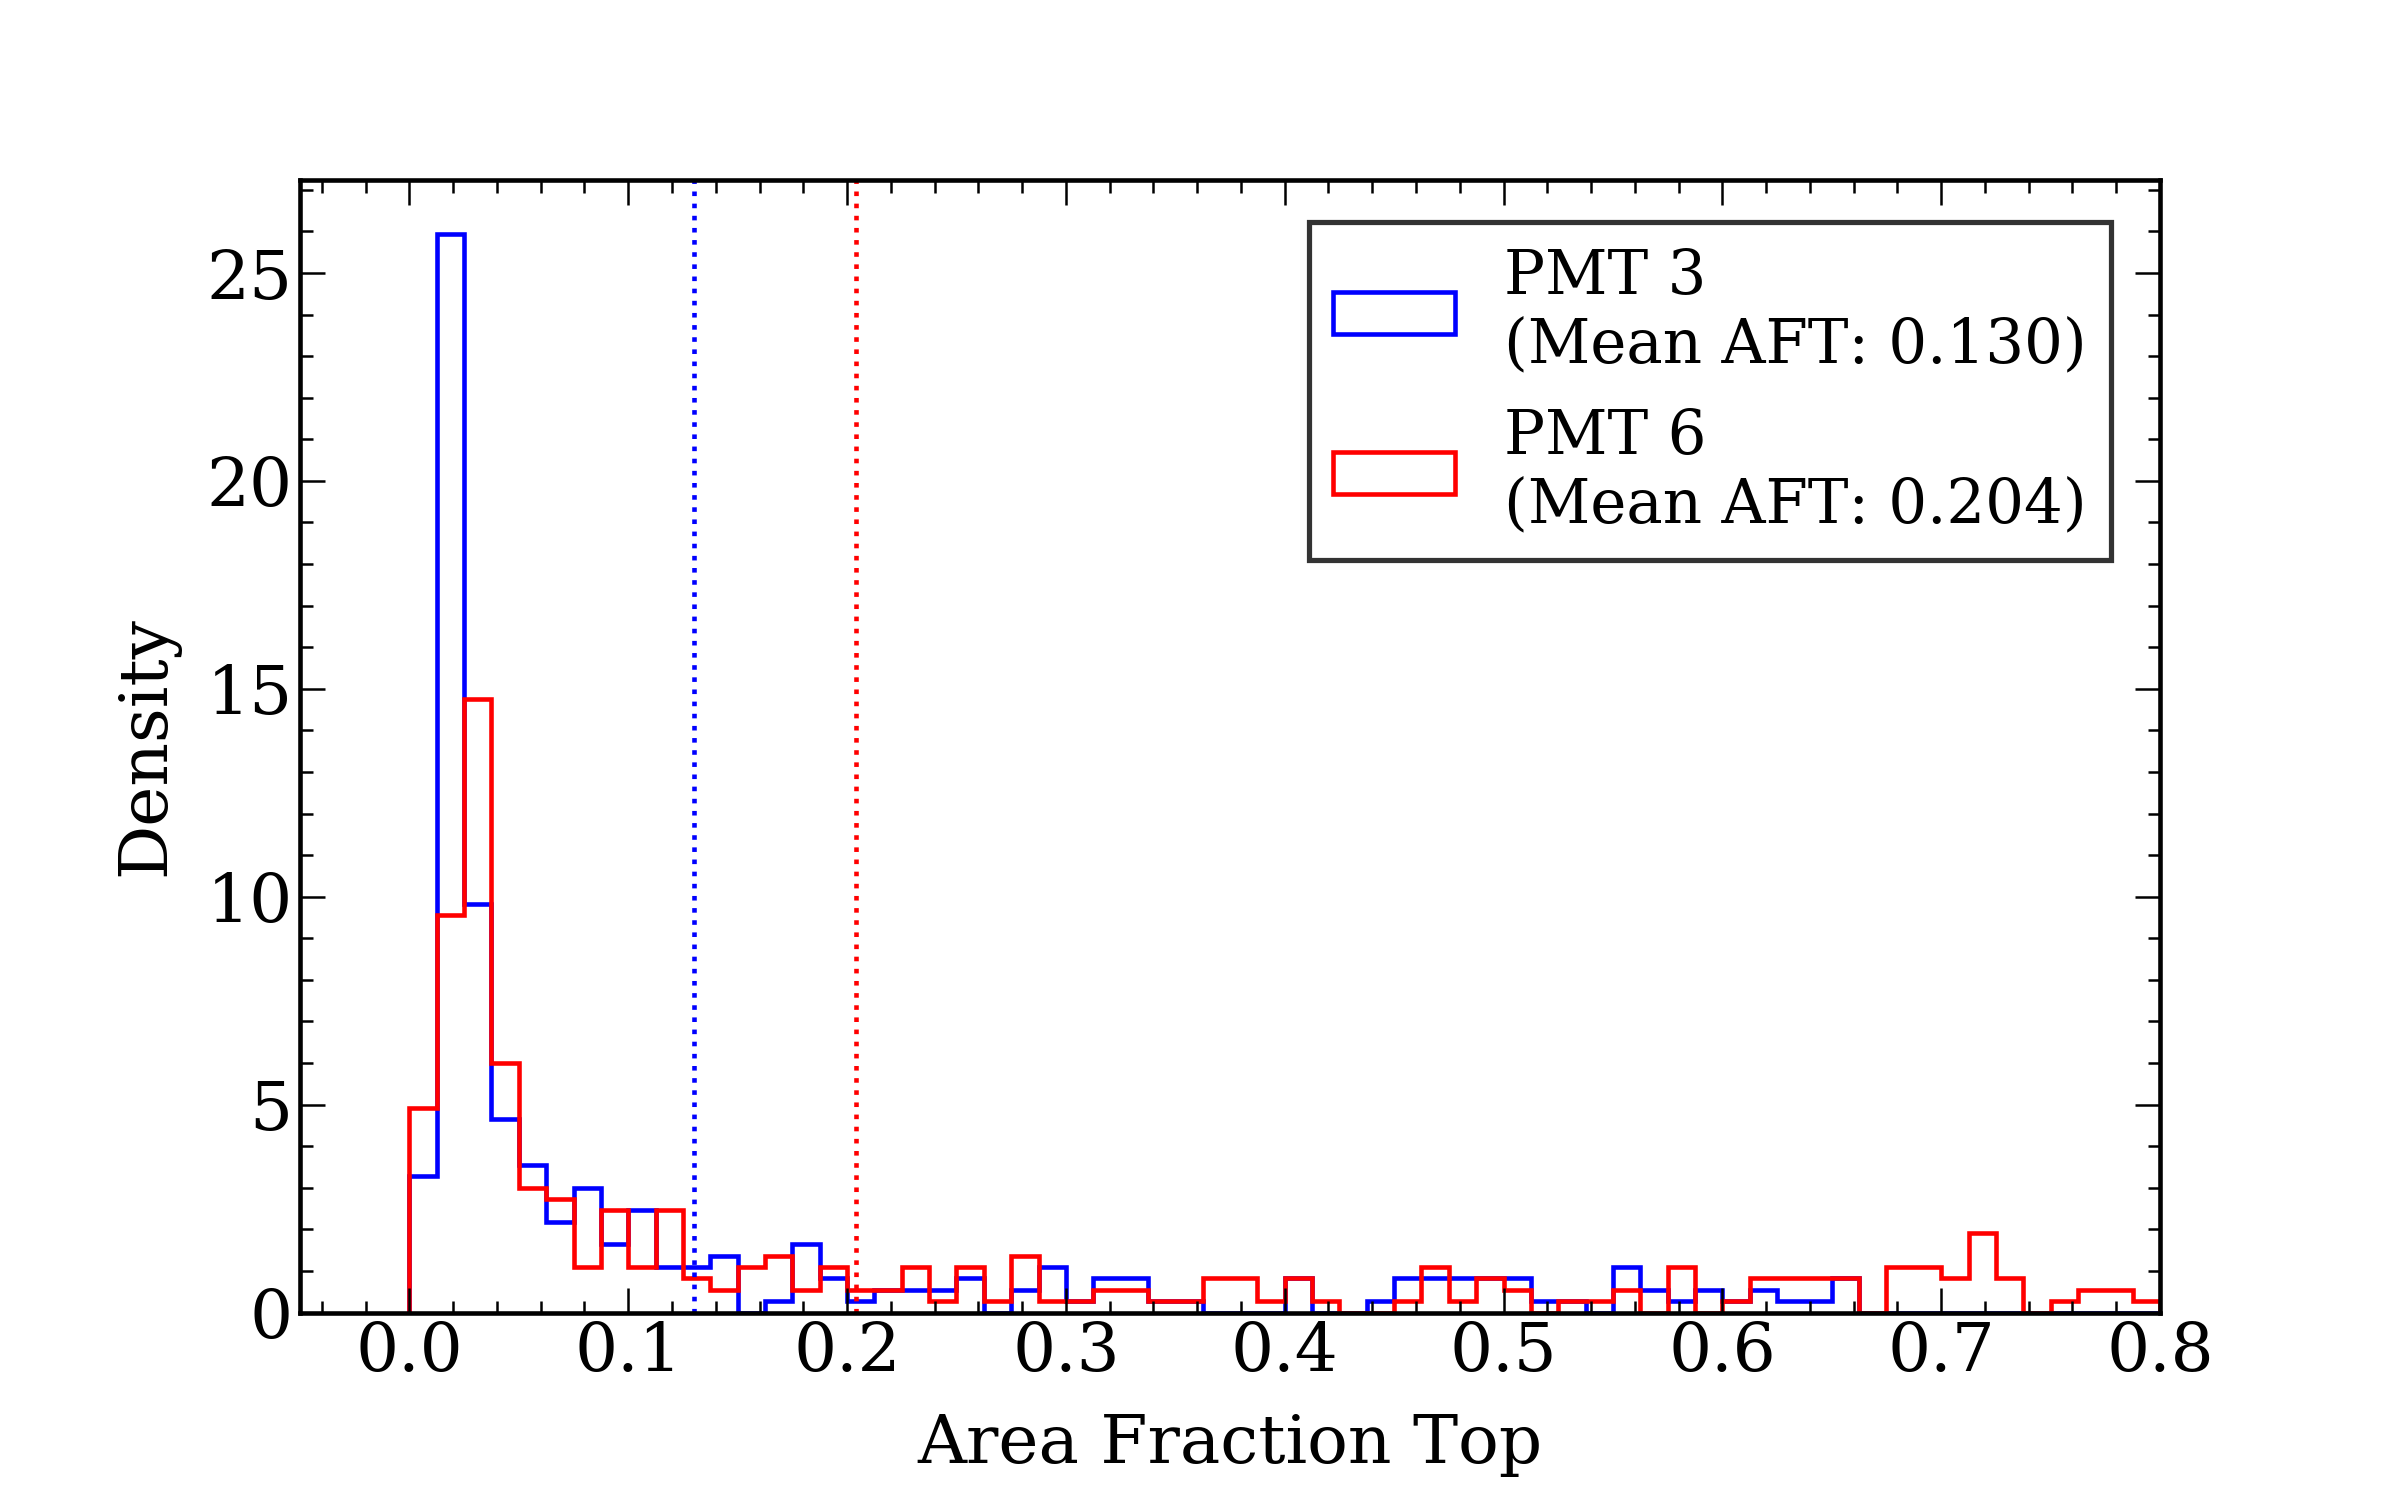 PMT 3
(Mean AFT: 0.130)
PMT 6
(Mean AFT: 0.204)
25
20
15
10
5
0
Density
0.0 0.1 0.2 0.3 0.4 0.5 0.6 0.7 0.8
Area Fraction Top